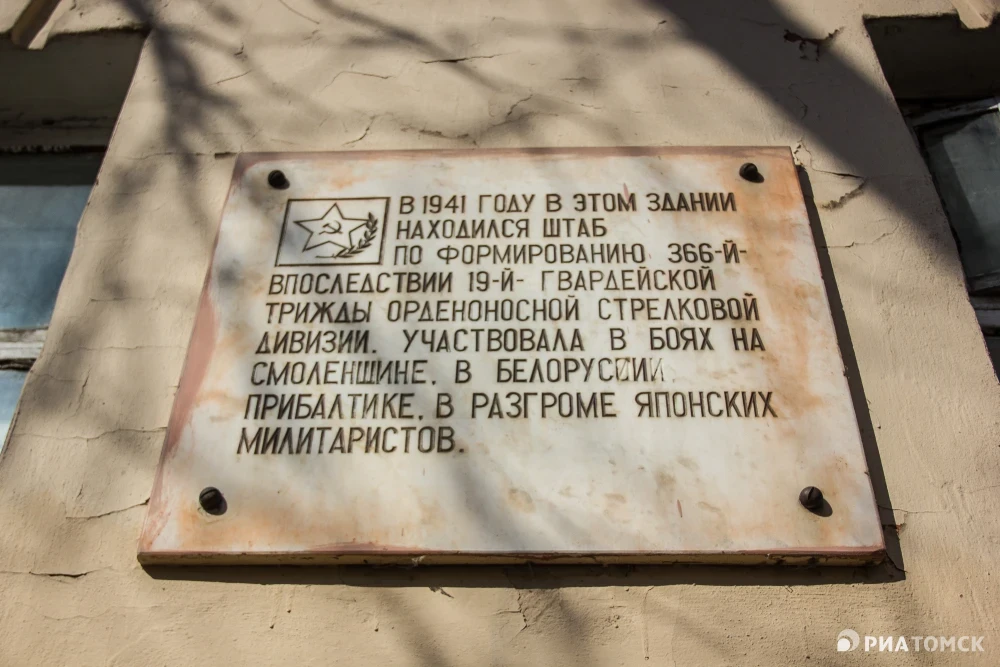 В 1941 ГОДУ В ЭТОМ ЗДАНИИ
НАХОДИЛСЯ ШТАБ
ПО ФОРМИРОВАНИЮ 366-Й-
ВПОСЛЕДСТВИИ 19-Й- ГВАРДЕЙСКОЙ
ТРИЖДЫ ОРДЕНОНОСНОЙ СТРЕЛКОВОЙ
ДИВИЗИИ. УЧАСТВОВАЛА В БОЯХ НА
СМОЛЕНЩИНЕ, В БЕЛОРУССИИ,
ПРИБАЛТИКЕ, В РАЗГРОМЕ ЯПОНСКИХ
МИЛИТАРИСТОВ.
РИАТОМСК